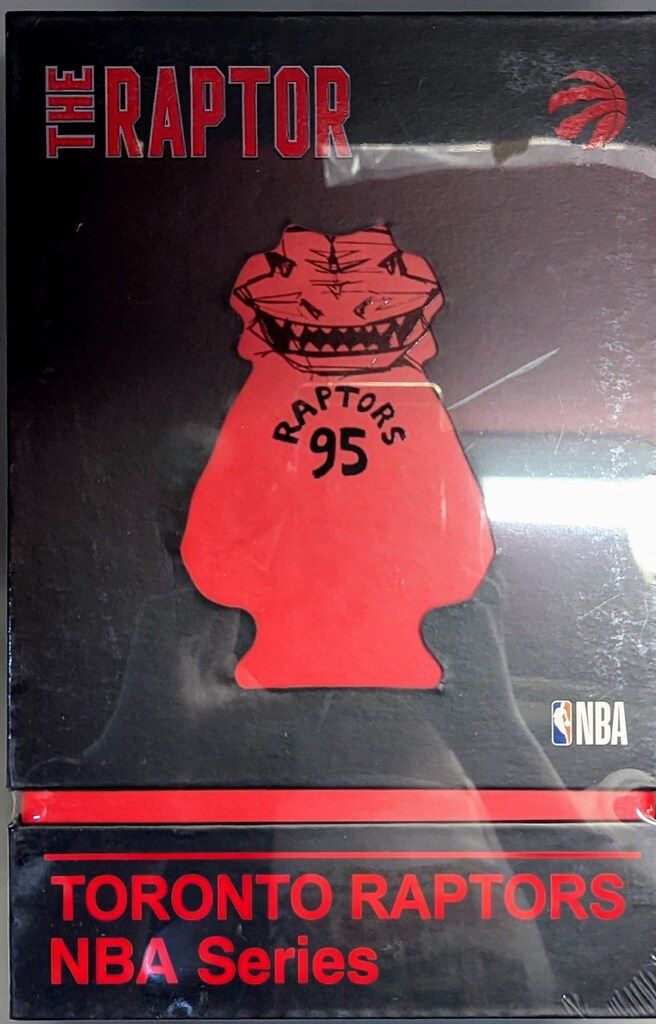 THE RAPTOR
RAPTORS
95
NBA
TORONTO RAPTORS
NBA Series